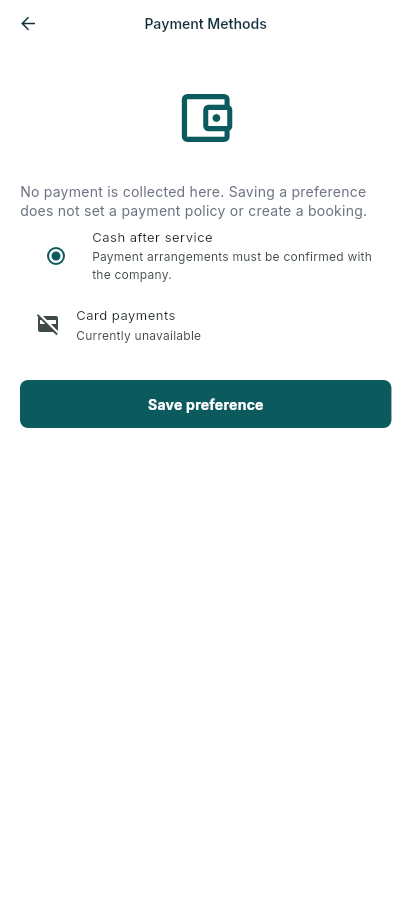 Payment Methods
No payment is collected here. Saving a preference
does not set a payment policy or create a booking.
Cash after service
Payment arrangements must be confirmed with
the company.
Card payments
Currently unavailable
Save preference